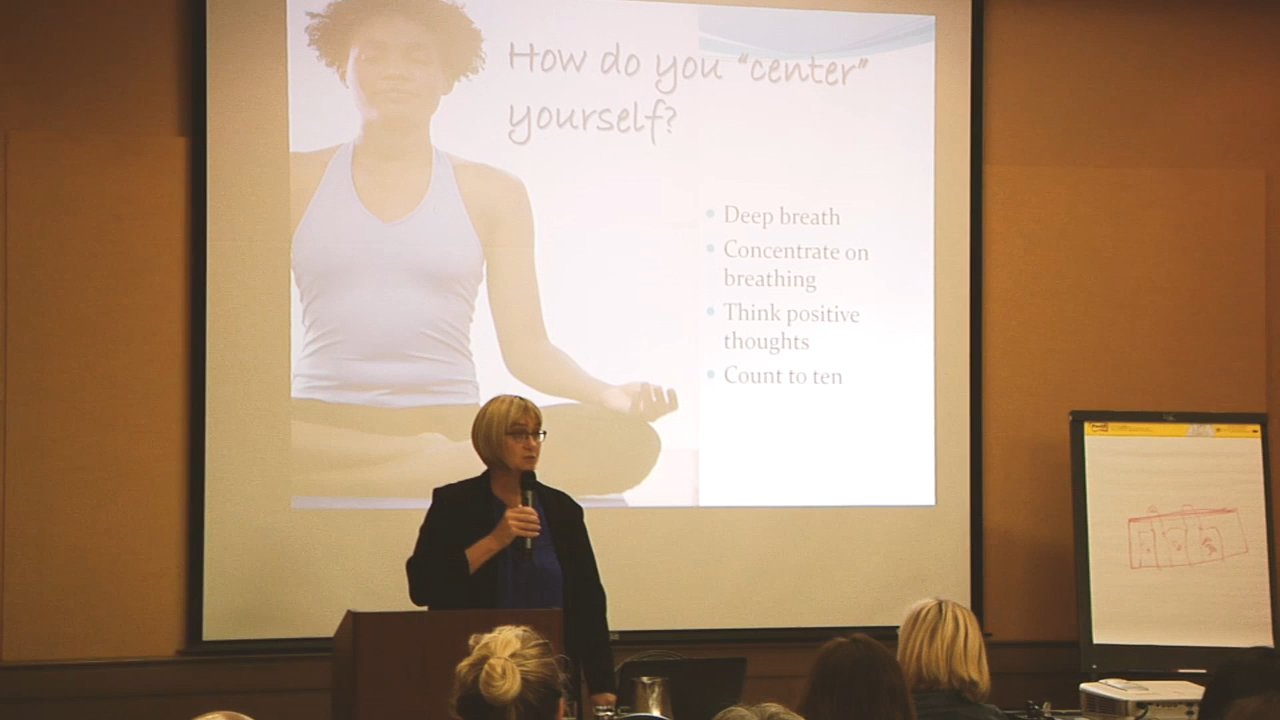 How do you “center”
yourself?
• Deep breath
• Concentrate on
breathing
• Think positive
thoughts
• Count to ten